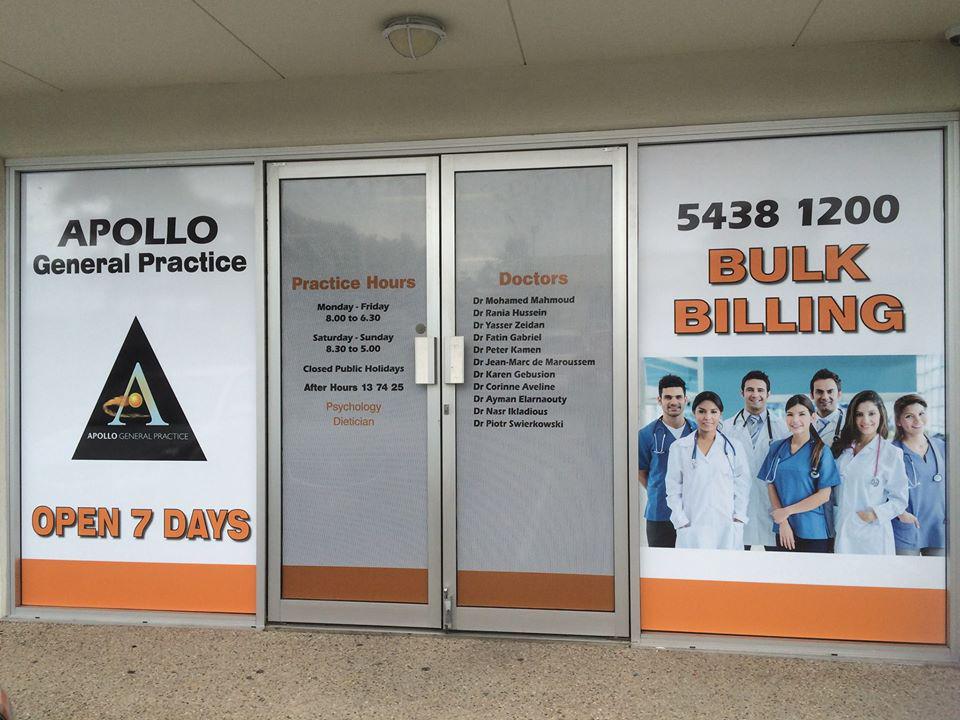 APOLLO
General Practice
A
APOLLO GENERAL PRACTICE
OPEN 7 DAYS
Practice Hours
Monday - Friday
8.00 to 6.30
Saturday - Sunday
8.30 to 5.00
Closed Public Holidays
After Hours 13 74 25
Psychology
Dietician
Doctors
Dr Mohamed Mahmoud
Dr Rania Hussein
Dr Yasser Zeidan
Dr Fatin Gabriel
Dr Peter Kamen
Dr Jean-Marc de Maroussem
Dr Karen Gebusion
Dr Corinne Aveline
Dr Ayman Elarnaouty
Dr Nasr Ikladious
Dr Piotr Swierkowski
5438 1200
BULK
BILLING